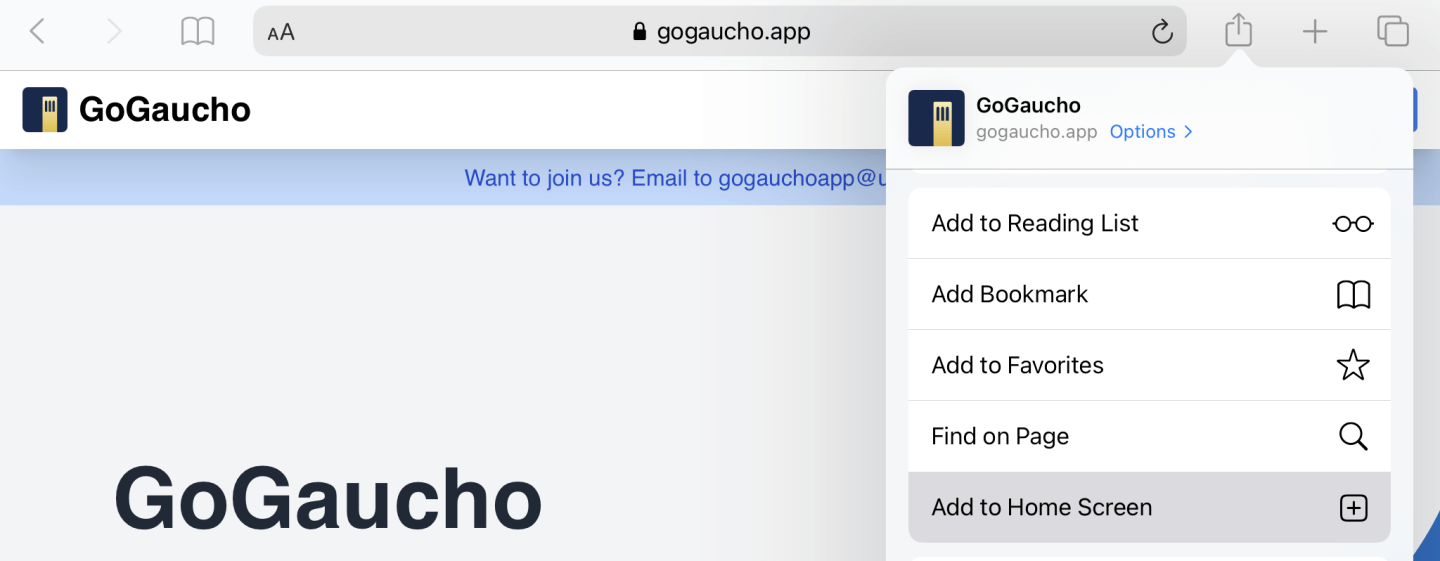 AA
gogaucho.app
GoGaucho
GoGaucho
gogaucho.app Options
Want to join us? Email to gogauchoapp@u
Add to Reading List
Add Bookmark
Add to Favorites
Find on Page
Add to Home Screen
GoGaucho